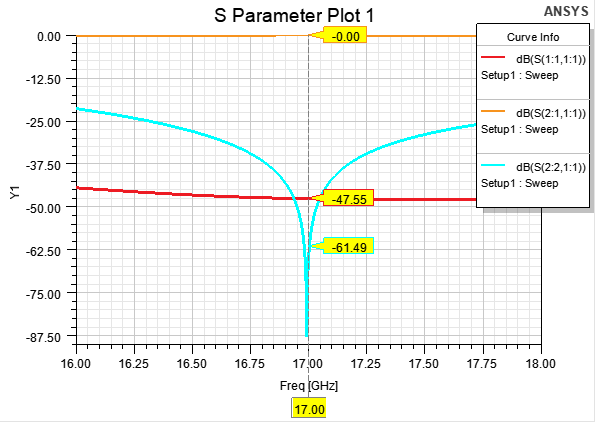 S Parameter Plot 1
ANSYS
Curve Info
dB(S(1:1,1:1))
Setup1 : Sweep
dB(S(2:1,1:1))
Setup1 : Sweep
dB(S(2:2,1:1))
Setup1 : Sweep
0.00
-12.50
-25.00
-37.50
-50.00
-62.50
-75.00
-87.50
Y1
-0.00
-47.55
-61.49
16.00 16.25 16.50 16.75 17.00 17.25 17.50 17.75 18.00
Freq [GHz]
17.00